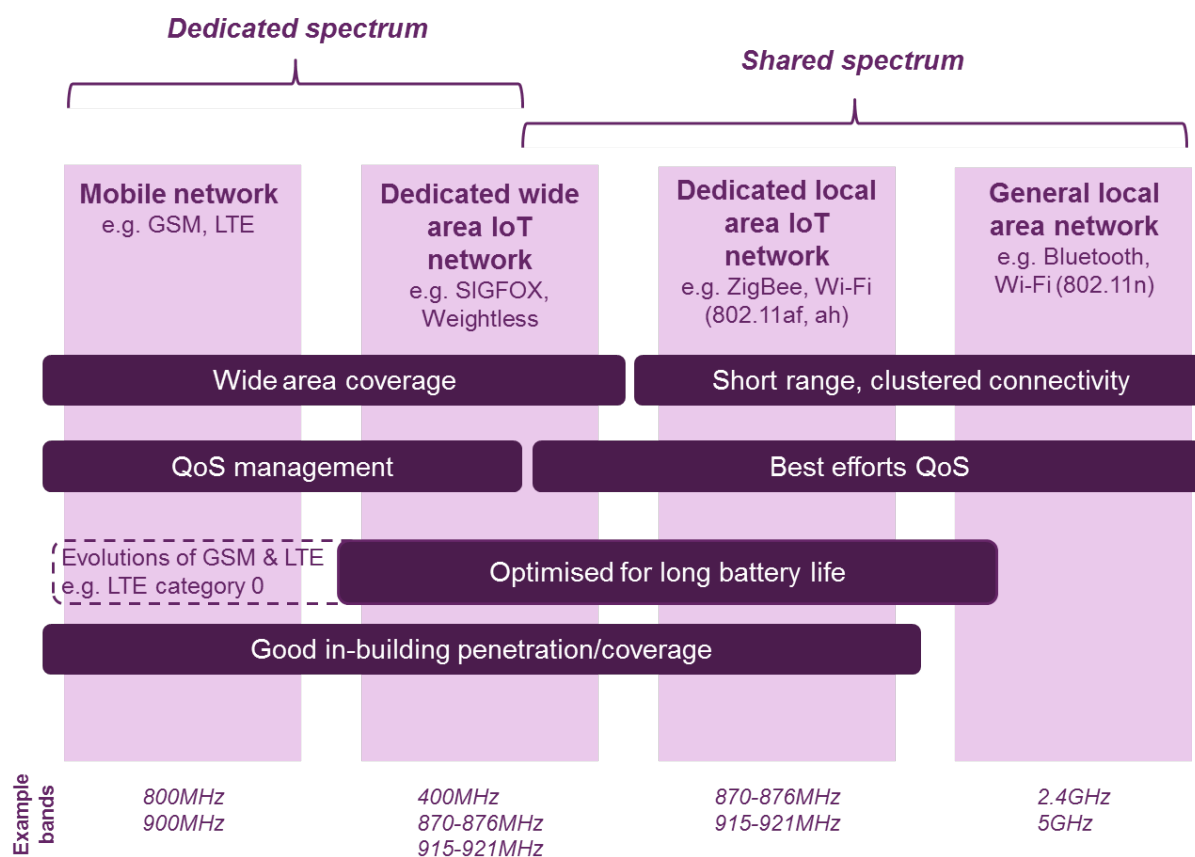 Dedicated spectrum
Shared spectrum
Mobile network
e.g. GSM, LTE
Dedicated wide
area IoT
network
e.g. SIGFOX,
Weightless
Dedicated local
area IoT
network
e.g. ZigBee, Wi-Fi
(802.11af, ah)
General local
area network
e.g. Bluetooth,
Wi-Fi (802.11n)
Wide area coverage
Short range, clustered connectivity
QoS management
Best efforts QoS
Evolutions of GSM & LTE
e.g. LTE category 0
Optimised for long battery life
Good in-building penetration/coverage
Example
bands
800MHz
900MHz
400MHz
870-876MHz
915-921MHz
870-876MHz
915-921MHz
2.4GHz
5GHz